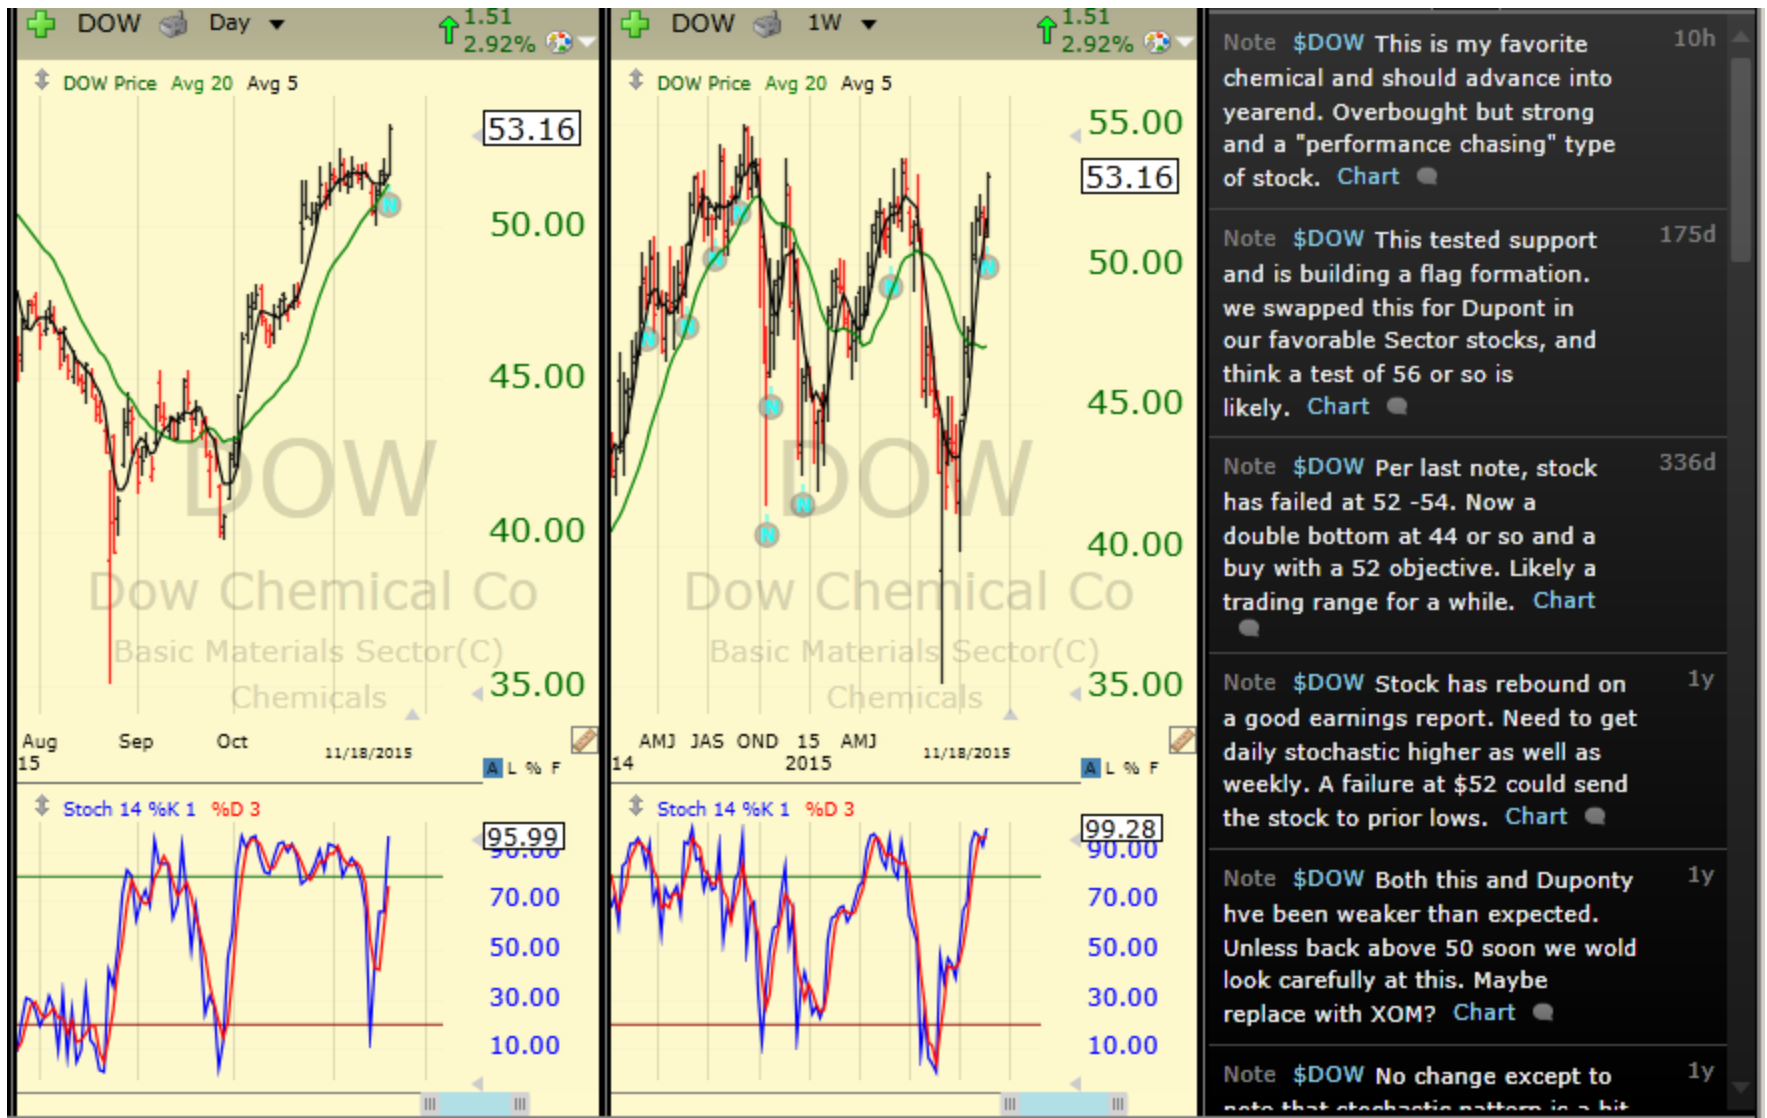 DOW Day 1.51
2.92%
DOW Price Avg 20 Avg 5
53.16
50.00
45.00
40.00
35.00
DOW
Dow Chemical Co
Basic Materials Sector(C)
Chemicals
N
Aug Sep Oct 11/18/2015
15
A L % F
Stoch 14 %K 1 %D 3
95.99
90.00
70.00
50.00
30.00
10.00
DOW 1W 1.51
2.92%
DOW Price Avg 20 Avg 5
55.00
53.16
50.00
45.00
40.00
35.00
DOW
Dow Chemical Co
Basic Materials Sector(C)
Chemicals
N
N
N
N
N
N
N
N
N
AMJ JAS OND 15 AMJ 11/18/2015
14 2015
A L % F
Stoch 14 %K 1 %D 3
99.28
90.00
70.00
50.00
30.00
10.00
Note $DOW This is my favorite 10h
chemical and should advance into
yearend. Overbought but strong
and a "performance chasing" type
of stock. Chart
Note $DOW This tested support 175d
and is building a flag formation.
we swapped this for Dupont in
our favorable Sector stocks, and
think a test of 56 or so is
likely. Chart
Note $DOW Per last note, stock 336d
has failed at 52 -54. Now a
double bottom at 44 or so and a
buy with a 52 objective. Likely a
trading range for a while. Chart
Note $DOW Stock has rebound on 1y
a good earnings report. Need to get
daily stochastic higher as well as
weekly. A failure at $52 could send
the stock to prior lows. Chart
Note $DOW Both this and Duponty 1y
hve been weaker than expected.
Unless back above 50 soon we wold
look carefully at this. Maybe
replace with XOM? Chart
Note $DOW No change except to 1y
note that stochastic pattern is a bit